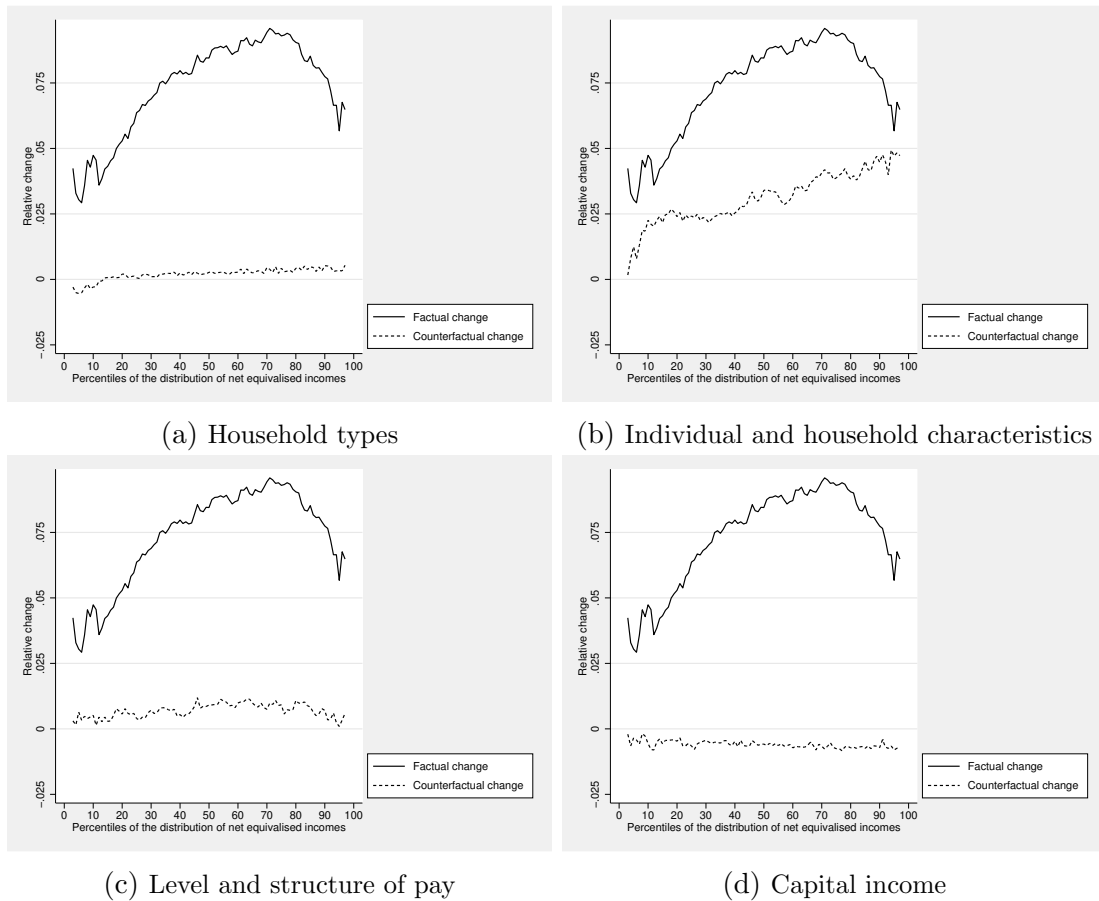 Relative change
.075
.05
.025
0
−.025
0 10 20 30 40 50 60 70 80 90 100
Percentiles of the distribution of net equivalised incomes
Factual change
Counterfactual change
(a) Household types
Relative change
.075
.05
.025
0
−.025
0 10 20 30 40 50 60 70 80 90 100
Percentiles of the distribution of net equivalised incomes
Factual change
Counterfactual change
(b) Individual and household characteristics
Relative change
.075
.05
.025
0
−.025
0 10 20 30 40 50 60 70 80 90 100
Percentiles of the distribution of net equivalised incomes
Factual change
Counterfactual change
(c) Level and structure of pay
Relative change
.075
.05
.025
0
−.025
0 10 20 30 40 50 60 70 80 90 100
Percentiles of the distribution of net equivalised incomes
Factual change
Counterfactual change
(d) Capital income